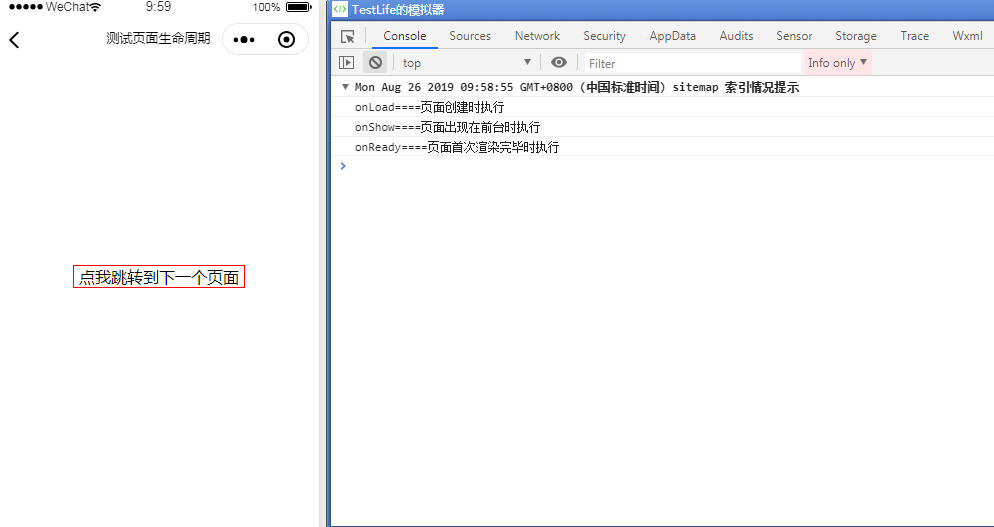 WeChat 9:59 100%
测试页面生命周期
点我跳转到下一个页面
TestLife的模拟器
Console Sources Network Security AppData Audits Sensor Storage Trace Wxml
top Filter Info only
Mon Aug 26 2019 09:58:55 GMT+0800 (中国标准时间) sitemap 索引情况提示
onLoad====页面创建时执行
onShow====页面出现在前台时执行
onReady====页面首次渲染完毕时执行